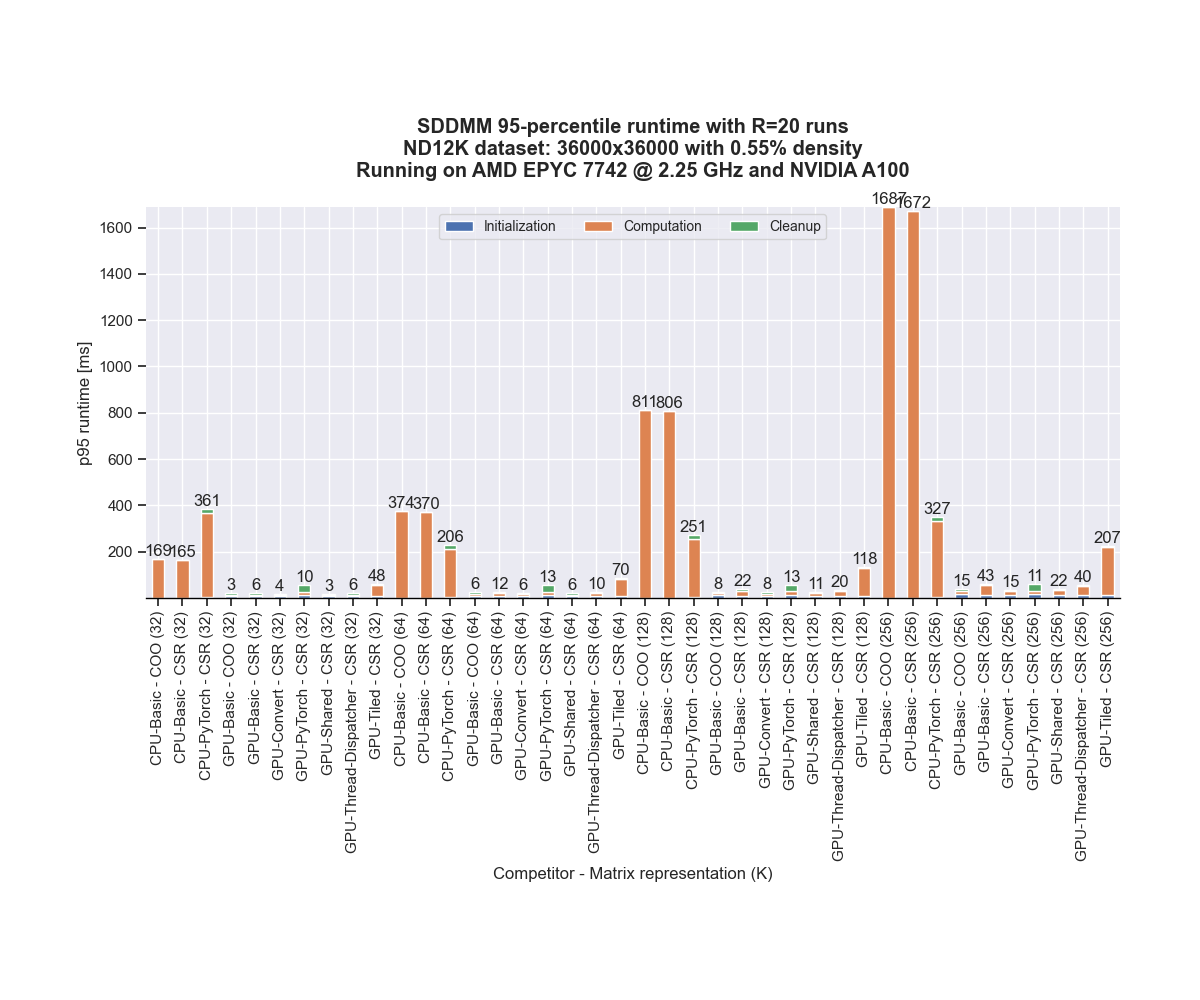 SDDMM 95-percentile runtime with R=20 runs
ND12K dataset: 36000x36000 with 0.55% density
Running on AMD EPYC 7742 @ 2.25 GHz and NVIDIA A100
Initialization Computation Cleanup
p95 runtime [ms]
1600
1400
1200
1000
800
600
400
200
169
165
361
3
6
4
10
3
6
48
374
370
206
6
12
6
13
6
10
70
811
806
251
8
22
8
13
11
20
118
1687
1672
327
15
43
15
11
22
40
207
CPU-Basic - COO (32)
CPU-Basic - CSR (32)
CPU-PyTorch - CSR (32)
GPU-Basic - COO (32)
GPU-Basic - CSR (32)
GPU-Convert - CSR (32)
GPU-PyTorch - CSR (32)
GPU-Shared - CSR (32)
GPU-Thread-Dispatcher - CSR (32)
GPU-Tiled - CSR (32)
CPU-Basic - COO (64)
CPU-Basic - CSR (64)
CPU-PyTorch - CSR (64)
GPU-Basic - COO (64)
GPU-Basic - CSR (64)
GPU-Convert - CSR (64)
GPU-PyTorch - CSR (64)
GPU-Shared - CSR (64)
GPU-Thread-Dispatcher - CSR (64)
GPU-Tiled - CSR (64)
CPU-Basic - COO (128)
CPU-Basic - CSR (128)
CPU-PyTorch - CSR (128)
GPU-Basic - COO (128)
GPU-Basic - CSR (128)
GPU-Convert - CSR (128)
GPU-PyTorch - CSR (128)
GPU-Shared - CSR (128)
GPU-Thread-Dispatcher - CSR (128)
GPU-Tiled - CSR (128)
CPU-Basic - COO (256)
CPU-Basic - CSR (256)
CPU-PyTorch - CSR (256)
GPU-Basic - COO (256)
GPU-Basic - CSR (256)
GPU-Convert - CSR (256)
GPU-PyTorch - CSR (256)
GPU-Shared - CSR (256)
GPU-Thread-Dispatcher - CSR (256)
GPU-Tiled - CSR (256)
Competitor - Matrix representation (K)